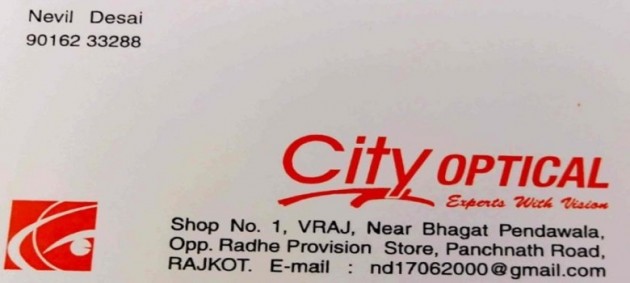 Nevil Desai
90162 33288
City OPTICAL
Experts With Vision
Shop No. 1, VRAJ, Near Bhagat Pendawala,
Opp. Radhe Provision Store, Panchnath Road,
RAJKOT. E-mail : nd17062000@gmail.com